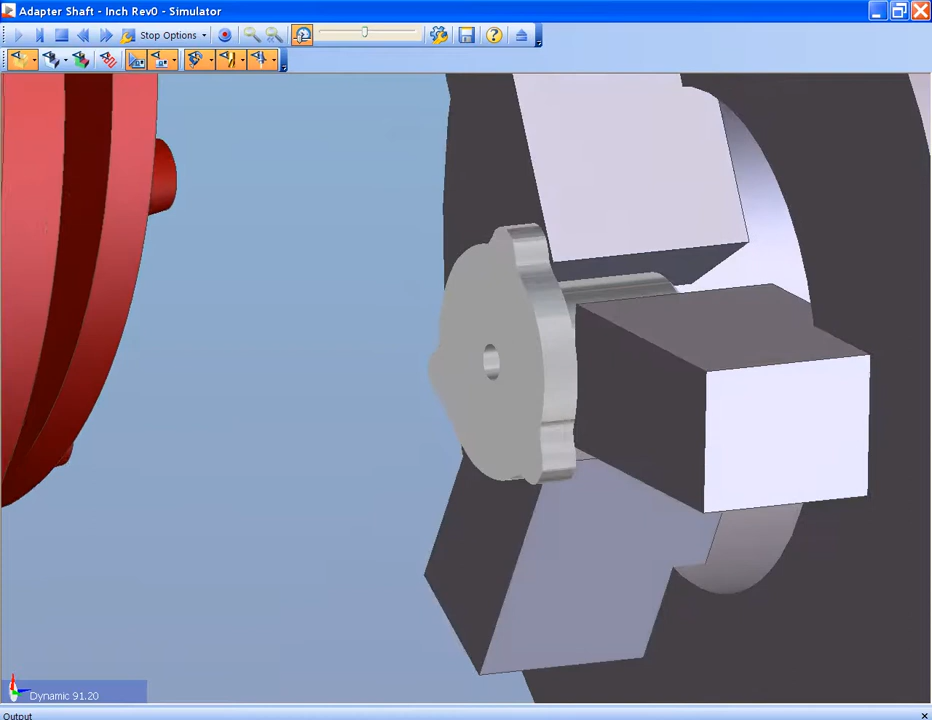 Adapter Shaft - Inch Rev0 - Simulator
Stop Options
Dynamic 91.20
Output